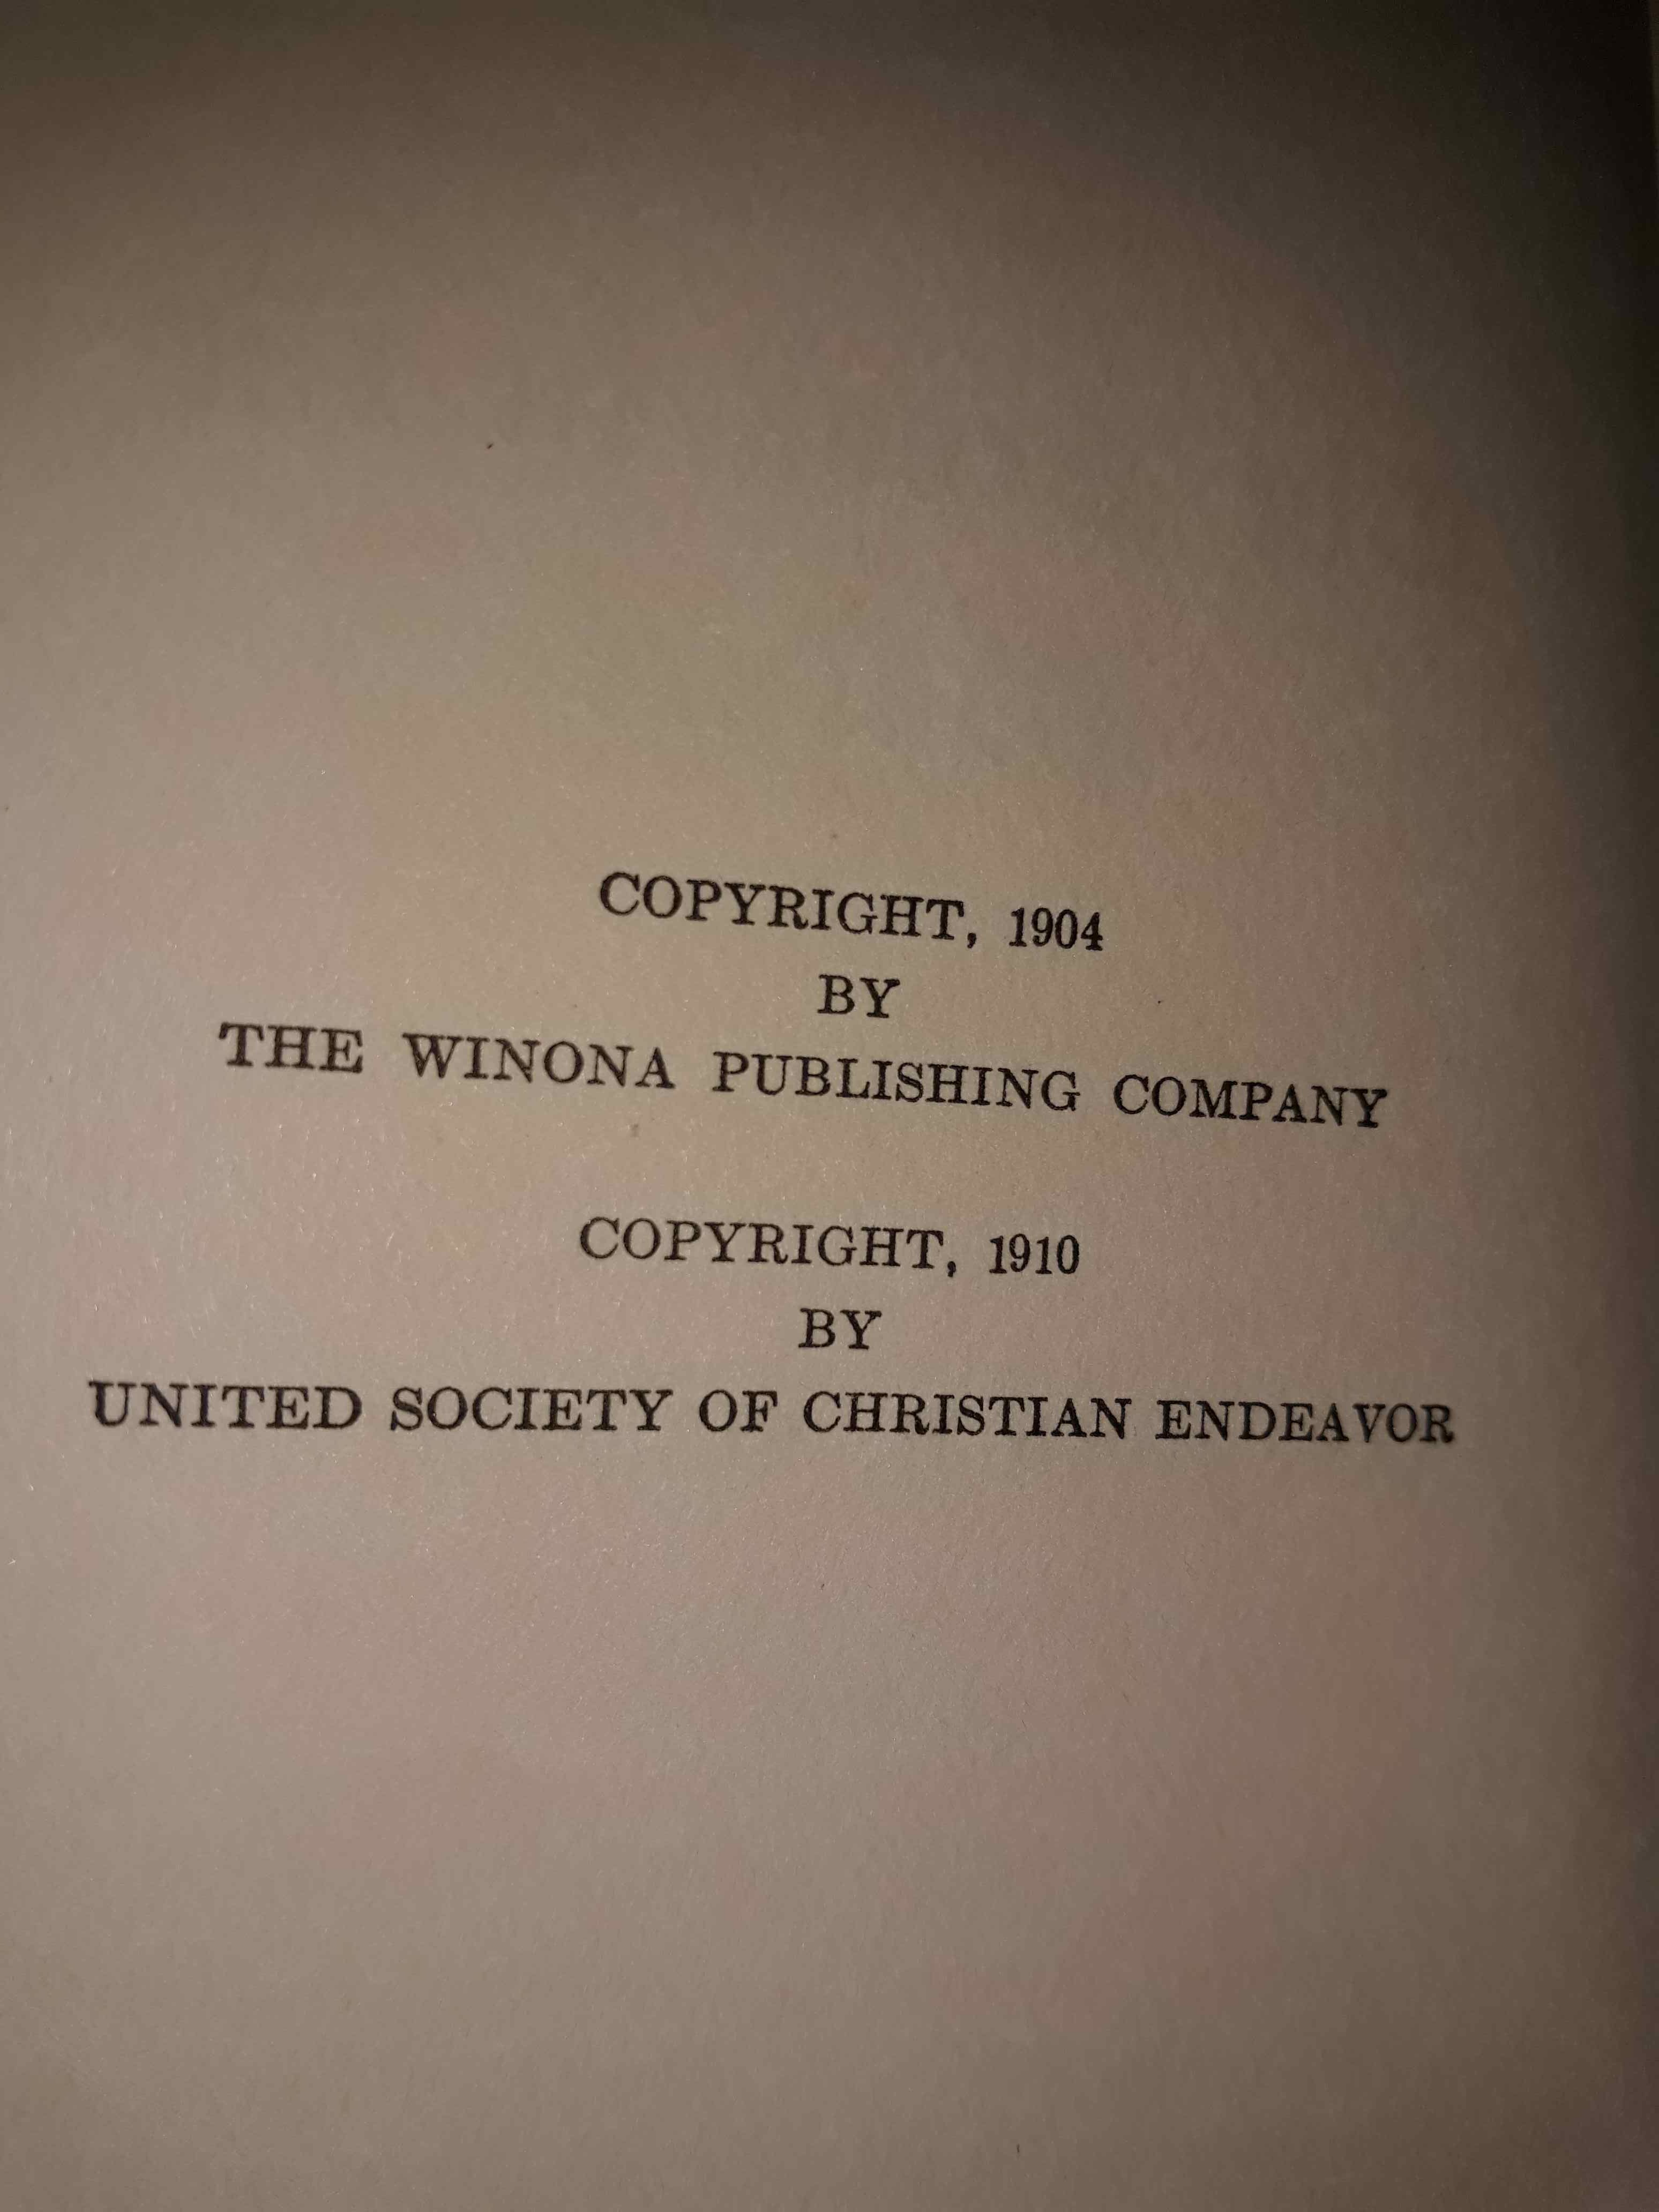 COPYRIGHT, 1904
BY
THE WINONA PUBLISHING COMPANY
COPYRIGHT, 1910
BY
UNITED SOCIETY OF CHRISTIAN ENDEAVOR